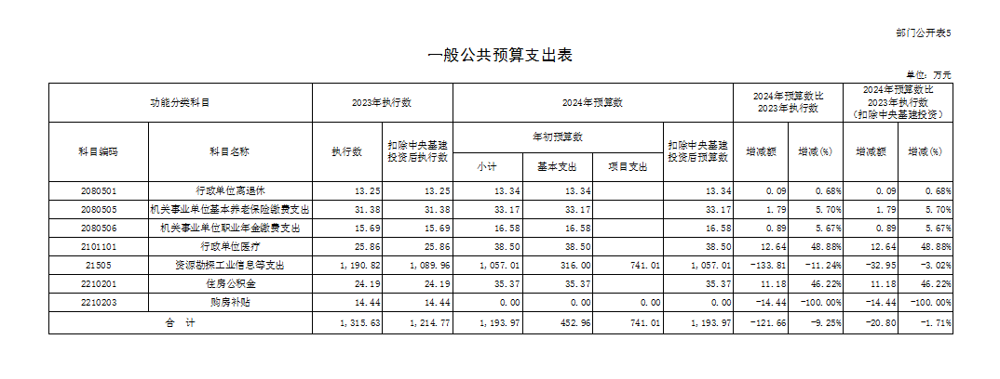 部门公开表5
一般公共预算支出表
单位：万元
功能分类科目 2023年执行数 2024年预算数 2024年预算数比2023年执行数 2024年预算数比2023年执行数（扣除中央基建投资）
科目编码 科目名称 执行数 扣除中央基建投资后执行数 年初预算数 扣除中央基建投资后预算数 增减额 增减(%) 增减额 增减(%)
小计 基本支出 项目支出
2080501 行政单位离退休 13.25 13.25 13.34 13.34 13.34 0.09 0.68% 0.09 0.68%
2080505 机关事业单位基本养老保险缴费支出 31.38 31.38 33.17 33.17 33.17 1.79 5.70% 1.79 5.70%
2080506 机关事业单位职业年金缴费支出 15.69 15.69 16.58 16.58 16.58 0.89 5.67% 0.89 5.67%
2101101 行政单位医疗 25.86 25.86 38.50 38.50 38.50 12.64 48.88% 12.64 48.88%
21505 资源勘探工业信息等支出 1,190.82 1,089.96 1,057.01 316.00 741.01 1,057.01 -133.81 -11.24% -32.95 -3.02%
2210201 住房公积金 24.19 24.19 35.37 35.37 35.37 11.18 46.22% 11.18 46.22%
2210203 购房补贴 14.44 14.44 0.00 0.00 0.00 0.00 -14.44 -100.00% -14.44 -100.00%
合 计 1,315.63 1,214.77 1,193.97 452.96 741.01 1,193.97 -121.66 -9.25% -20.80 -1.71%